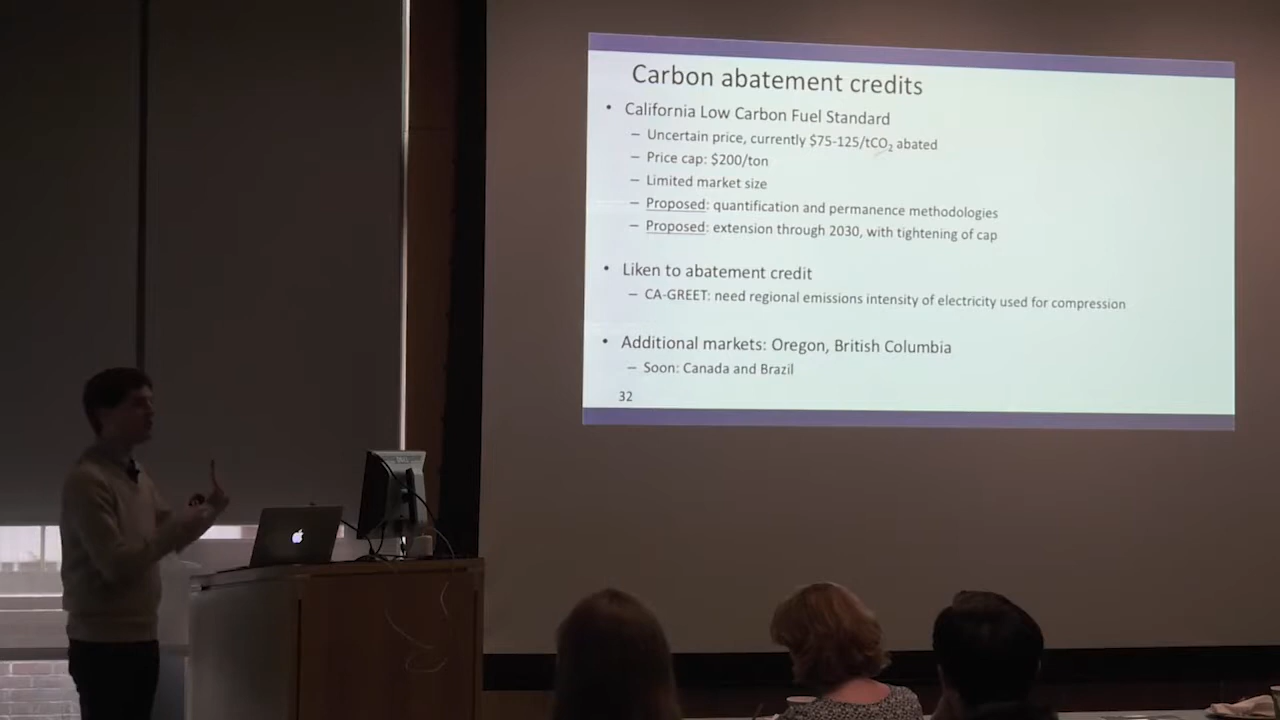 Carbon abatement credits
• California Low Carbon Fuel Standard
– Uncertain price, currently $75-125/tCO₂ abated
– Price cap: $200/ton
– Limited market size
– Proposed: quantification and permanence methodologies
– Proposed: extension through 2030, with tightening of cap
• Liken to abatement credit
– CA-GREET: need regional emissions intensity of electricity used for compression
• Additional markets: Oregon, British Columbia
– Soon: Canada and Brazil
32